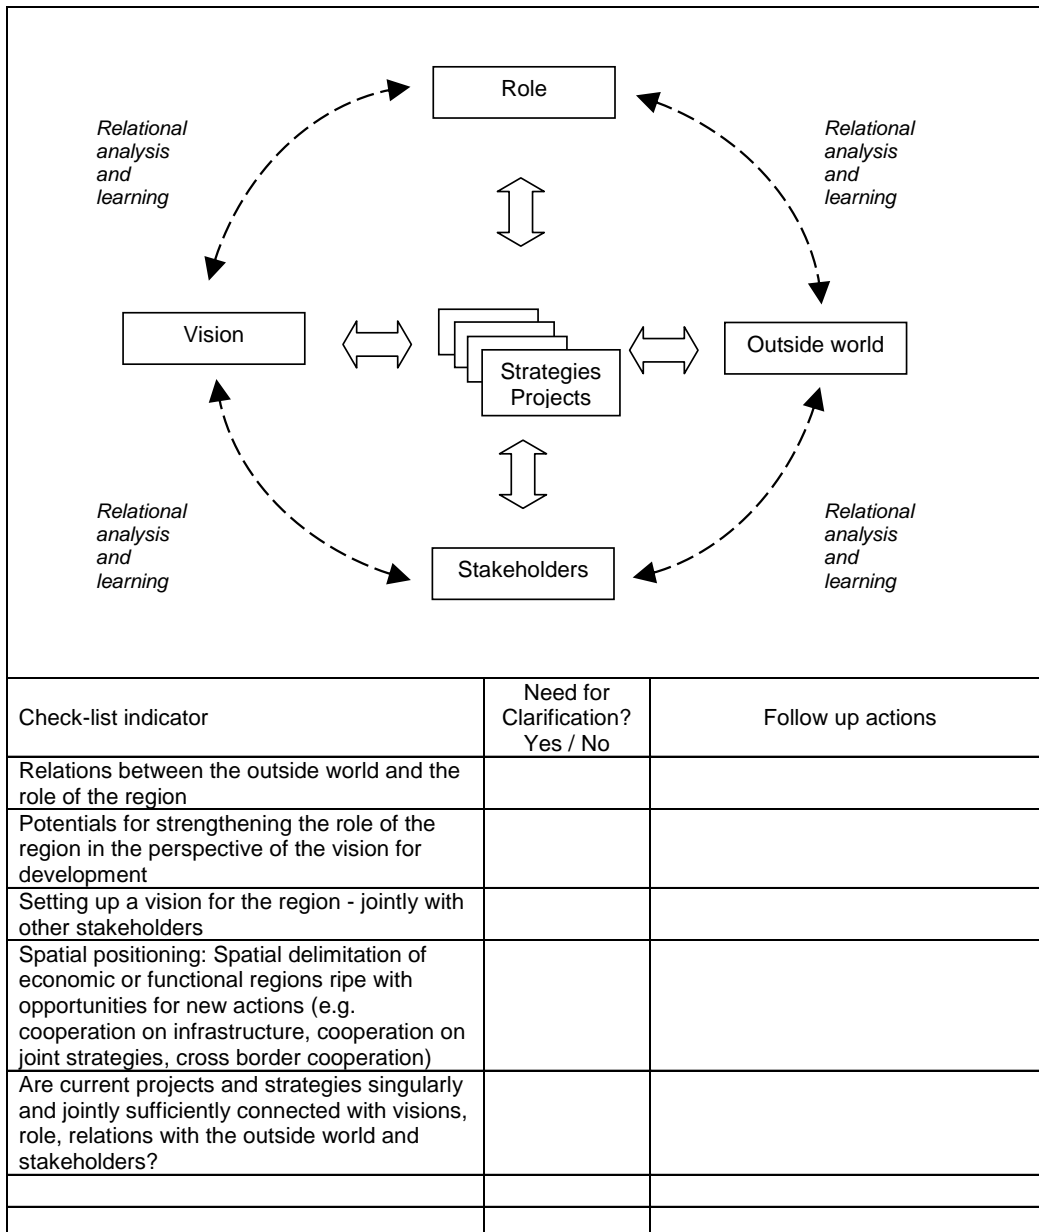 Role
Relational
analysis
and
learning
Relational
analysis
and
learning
Vision
Strategies
Projects
Outside world
Relational
analysis
and
learning
Relational
analysis
and
learning
Stakeholders
Check-list indicator
Need for
Clarification?
Yes / No
Follow up actions
Relations between the outside world and the
role of the region
Potentials for strengthening the role of the
region in the perspective of the vision for
development
Setting up a vision for the region - jointly with
other stakeholders
Spatial positioning: Spatial delimitation of
economic or functional regions ripe with
opportunities for new actions (e.g.
cooperation on infrastructure, cooperation on
joint strategies, cross border cooperation)
Are current projects and strategies singularly
and jointly sufficiently connected with visions,
role, relations with the outside world and
stakeholders?